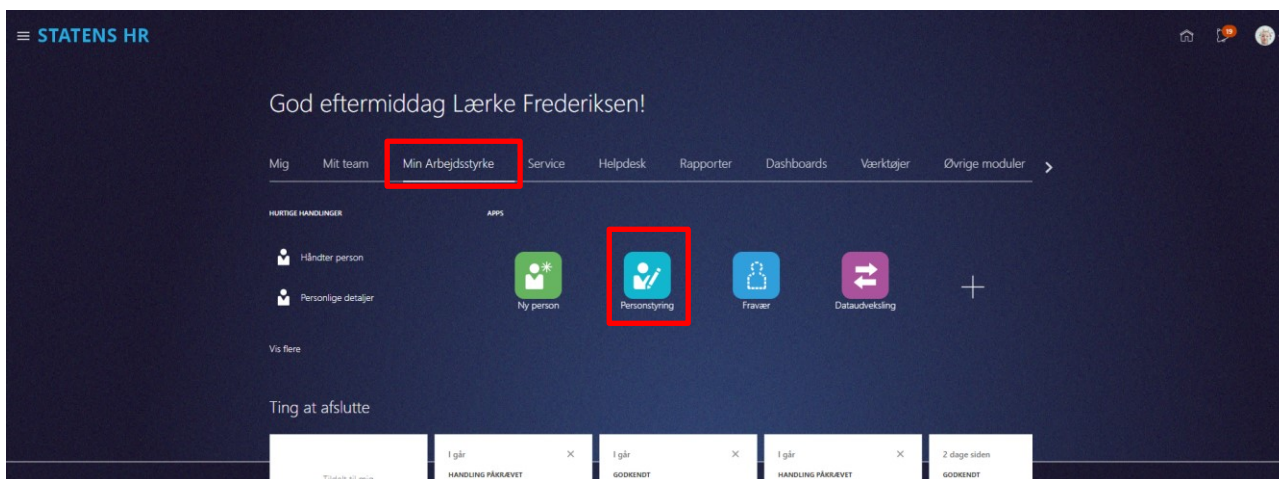 STATENS HR
19
God eftermiddag Lærke Frederiksen!
Mig Mit team Min Arbejdsstyrke Service Helpdesk Rapporter Dashboards Værktøjer Øvrige moduler
HURTIGE HANDLINGER APPS
Håndter person
Personlige detaljer
Ny person Personstyring Fravær Dataudveksling
Vis flere
Ting at afslutte
I går I går I går 2 dage siden
HANDLING PÅKRÆVET GODKENDT HANDLING PÅKRÆVET GODKENDT